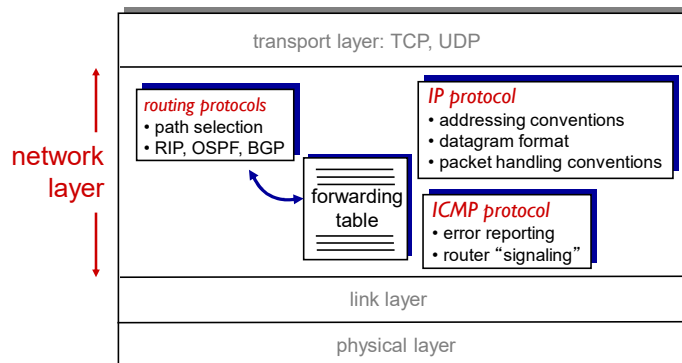 transport layer: TCP, UDP
routing protocols
• path selection
• RIP, OSPF, BGP
IP protocol
• addressing conventions
• datagram format
• packet handling conventions
network
layer
forwarding
table
ICMP protocol
• error reporting
• router “signaling”
link layer
physical layer